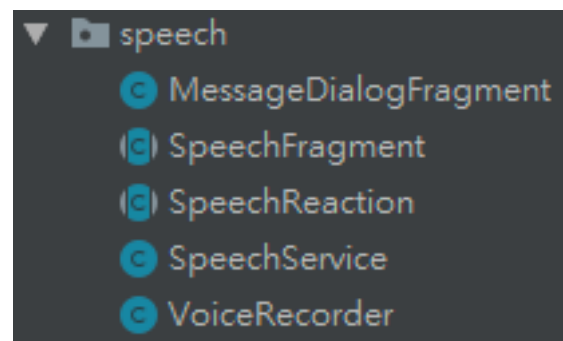 speech
MessageDialogFragment
SpeechFragment
SpeechReaction
SpeechService
VoiceRecorder